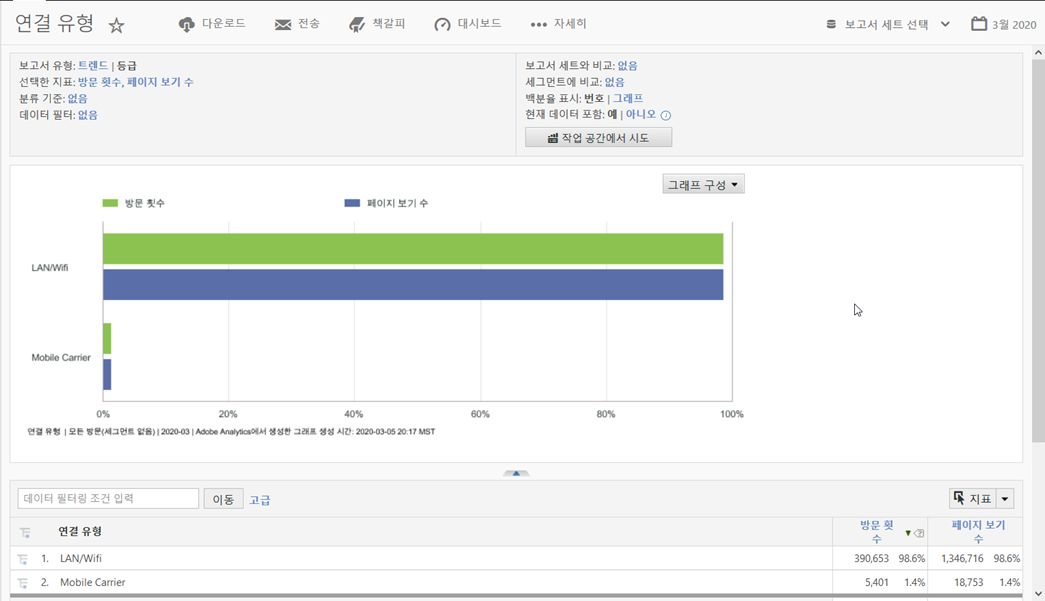 연결 유형
다운로드 전송 책갈피 대시보드 자세히 보고서 세트 선택 3월 2020
보고서 유형: 트렌드 | 등급
선택한 지표: 방문 횟수, 페이지 보기 수
분류 기준: 없음
데이터 필터: 없음
보고서 세트와 비교: 없음
세그먼트에 비교: 없음
백분율 표시: 번호 | 그래프
현재 데이터 포함: 예 | 아니오
작업 공간에서 시도
그래프 구성
방문 횟수 페이지 보기 수
LAN/Wifi
Mobile Carrier
0% 20% 40% 60% 80% 100%
연결 유형 | 모든 방문(세그먼트 없음) | 2020-03 | Adobe Analytics에서 생성한 그래프 생성 시간: 2020-03-05 20:17 MST
데이터 필터링 조건 입력 이동 고급 지표
연결 유형 방문 횟
수
페이지 보기
수
1. LAN/Wifi 390,653 98.6% 1,346,716 98.6%
2. Mobile Carrier 5,401 1.4% 18,753 1.4%